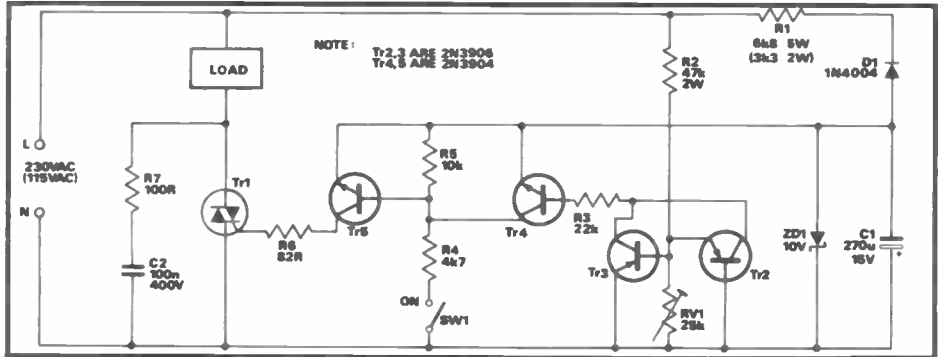 NOTE:
Tr2,3 ARE 2N3906
Tr4,5 ARE 2N3904
LOAD
R1
6k8 5W
(3k3 2W)
D1
1N4004
R2
47k
2W
L
230VAC
(115VAC)
N
R7
100R
Tr1
R5
10k
Tr5
R6
82R
Tr4
R3
22k
R4
4k7
Tr3
Tr2
ZD1
10V
C1
270u
15V
+
C2
100n
400V
ON
SW1
RV1
25k